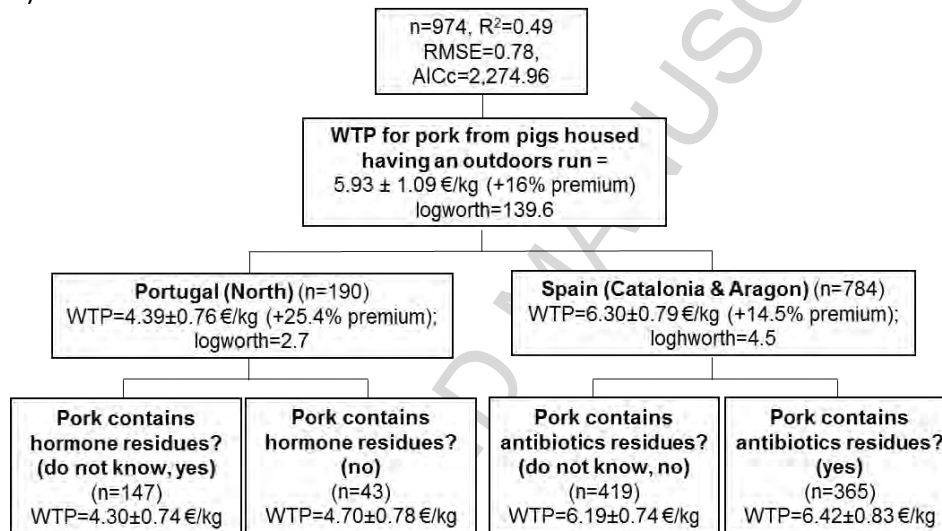 n=974, R²=0.49
RMSE=0.78,
AICc=2,274.96
WTP for pork from pigs housed
having an outdoors run =
5.93 ± 1.09 €/kg (+16% premium)
logworth=139.6
Portugal (North) (n=190)
WTP=4.39±0.76 €/kg (+25.4% premium);
logworth=2.7
Spain (Catalonia & Aragon) (n=784)
WTP=6.30±0.79 €/kg (+14.5% premium);
loghworth=4.5
Pork contains
hormone residues?
(do not know, yes)
(n=147)
WTP=4.30±0.74 €/kg
Pork contains
hormone residues?
(no)
(n=43)
WTP=4.70±0.78 €/kg
Pork contains
antibiotics residues?
(do not know, no)
(n=419)
WTP=6.19±0.74 €/kg
Pork contains
antibiotics residues?
(yes)
(n=365)
WTP=6.42±0.83 €/kg